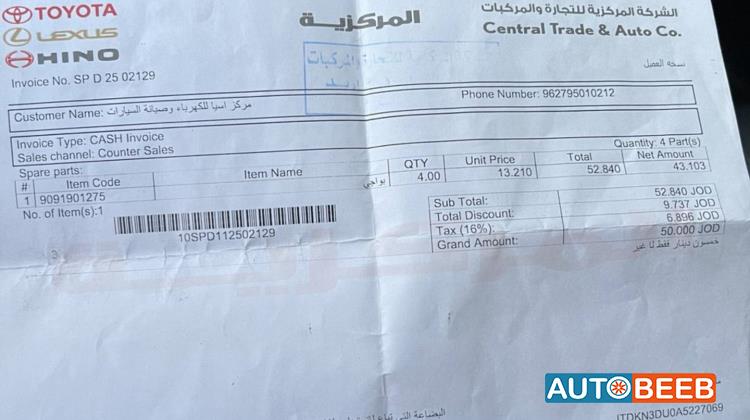 TOYOTA
LEXUS
HINO
المركزية
الشركة المركزية للتجارة والمركبات
Central Trade & Auto Co.
نسخه العميل
Invoice No. SP D 25 02129
Customer Name: مركز اسيا للكهرباء وصيانة السيارات
Phone Number: 962795010212
Invoice Type: CASH Invoice
Sales channel: Counter Sales
Quantity: 4 Part(s)
Spare parts:
# Item Code Item Name QTY Unit Price Total Net Amount
1 9091901275 بواجي 4.00 13.210 52.840 43.103
No. of Item(s):1
10SPD112502129
Sub Total: 52.840 JOD
Total Discount: 9.737 JOD
Tax (16%): 6.896 JOD
Grand Amount: 50.000 JOD
خمسون دينار فقط لا غير
البضاعة التي
ITDKN3DU0A5227069
AUTOBEEB